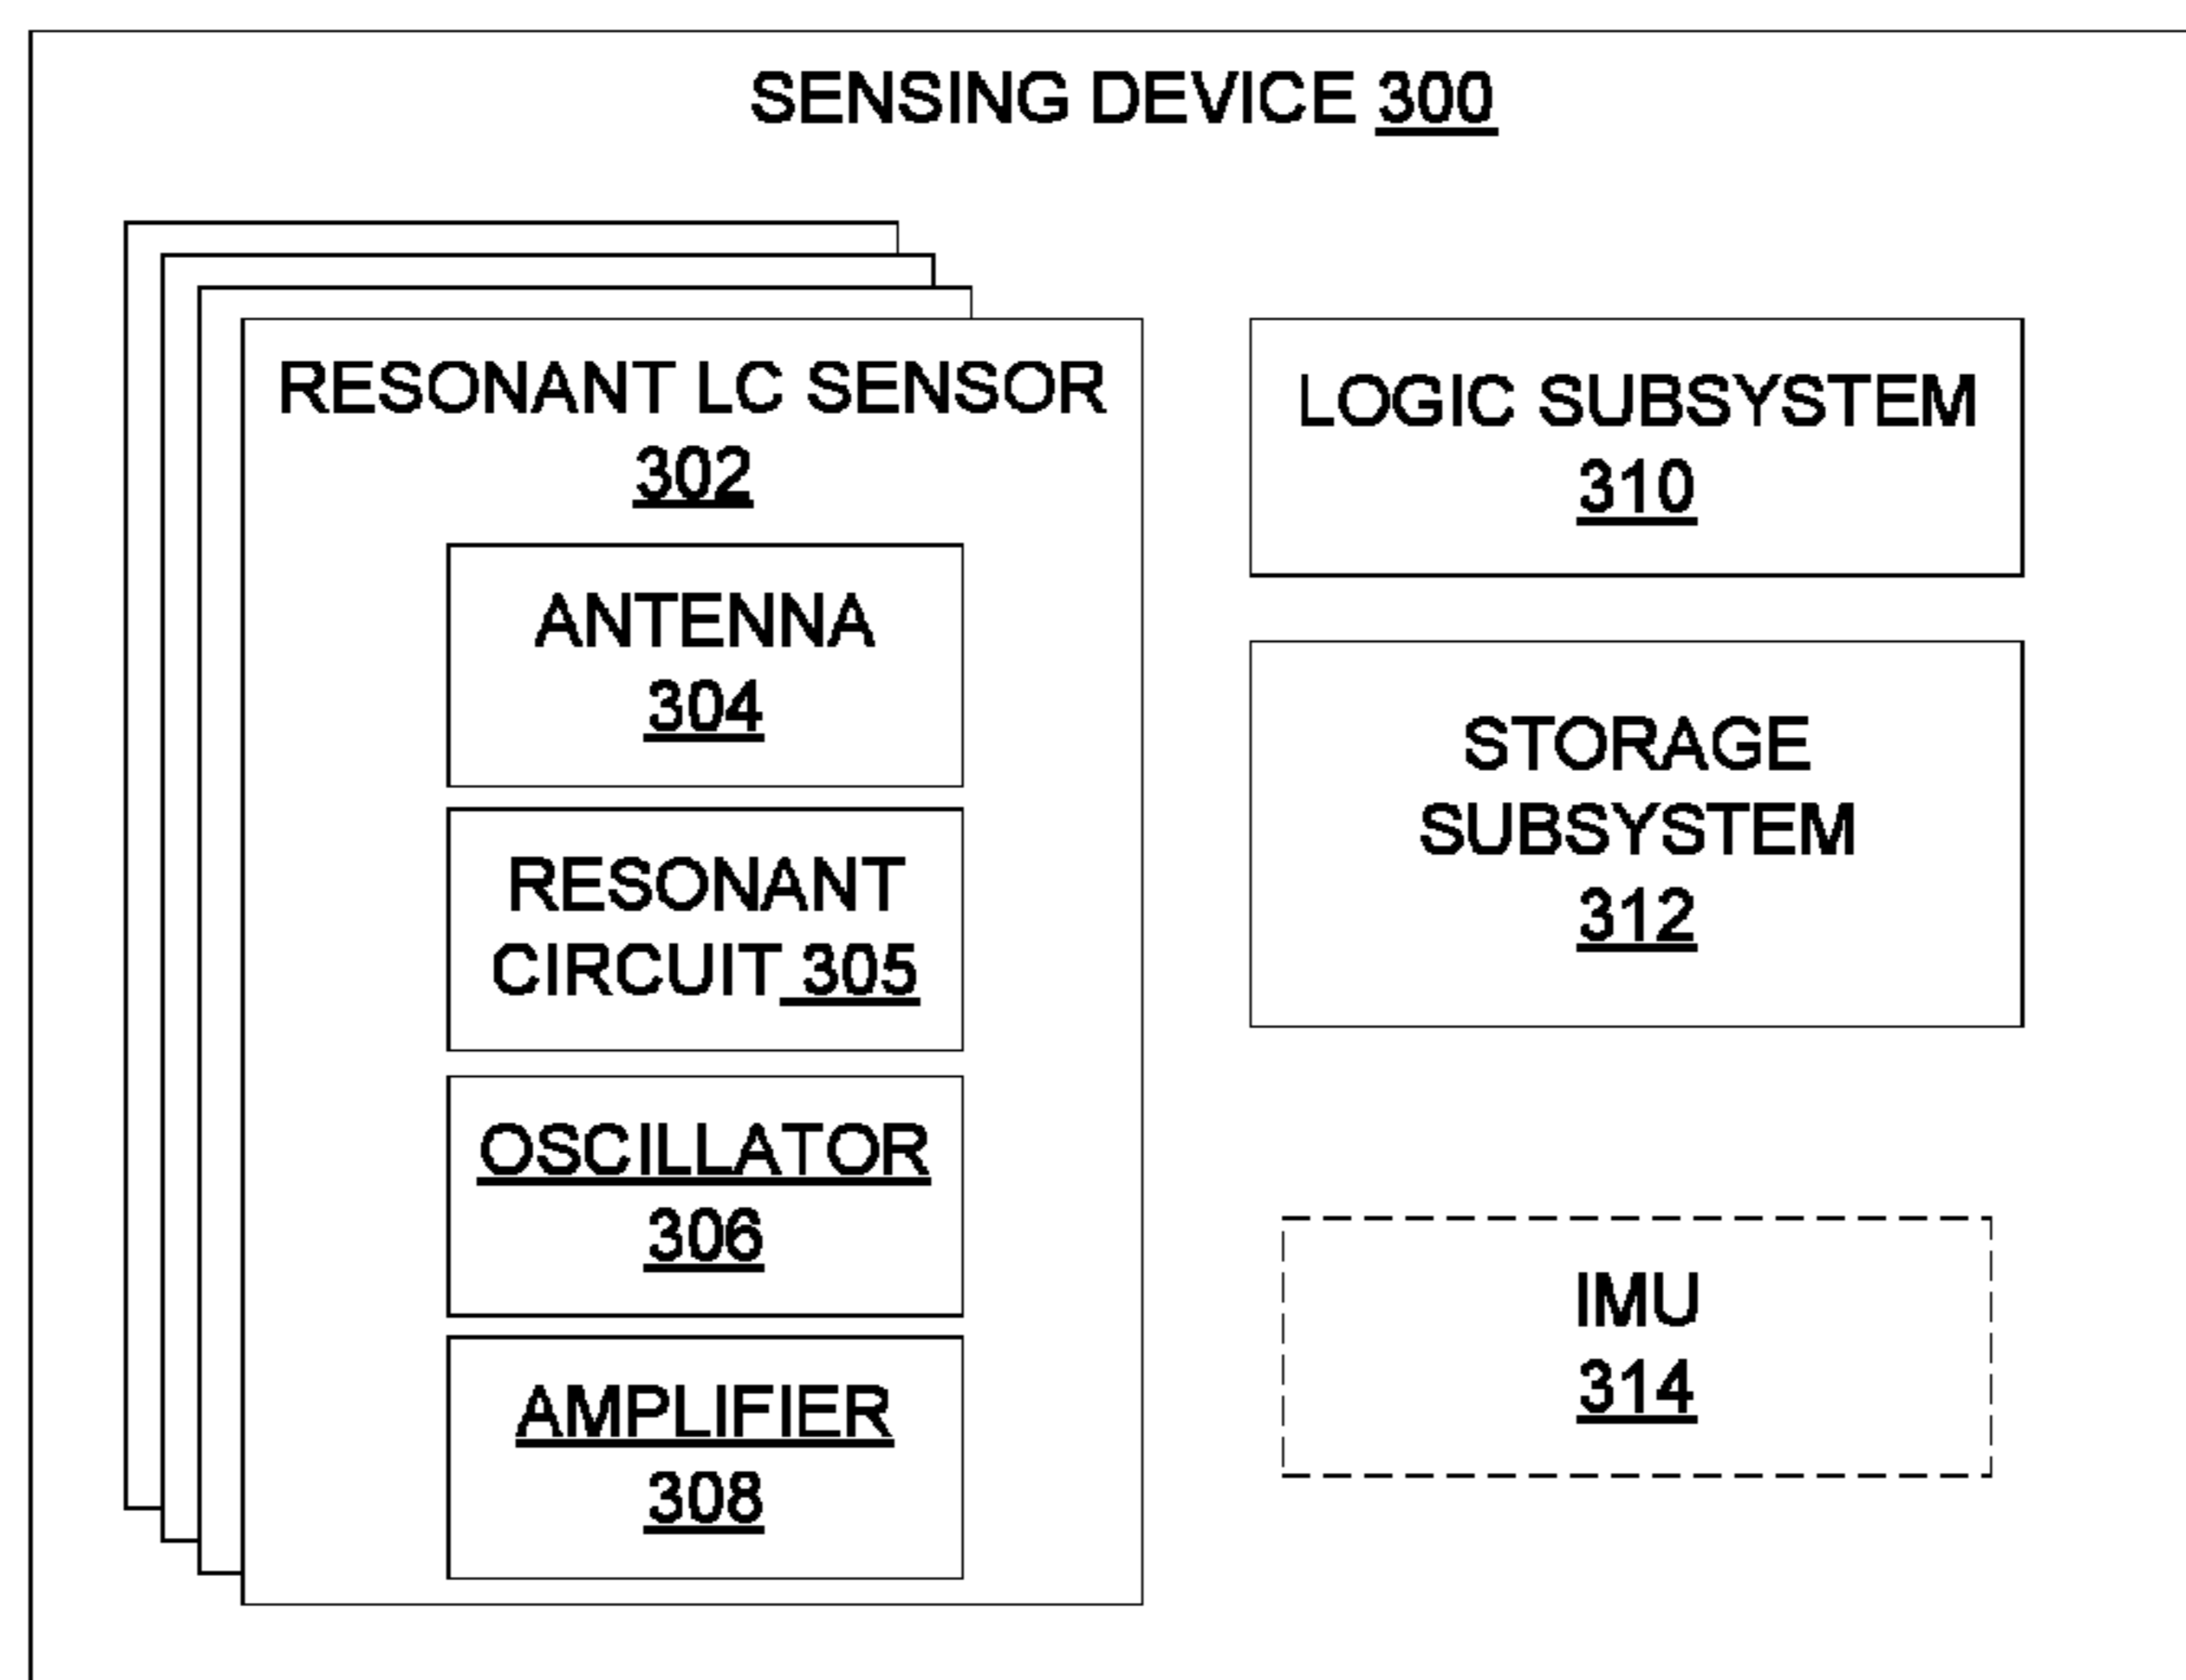 SENSING DEVICE 300
RESONANT LC SENSOR
302
ANTENNA
304
RESONANT
CIRCUIT 305
OSCILLATOR
306
AMPLIFIER
308
LOGIC SUBSYSTEM
310
STORAGE
SUBSYSTEM
312
IMU
314